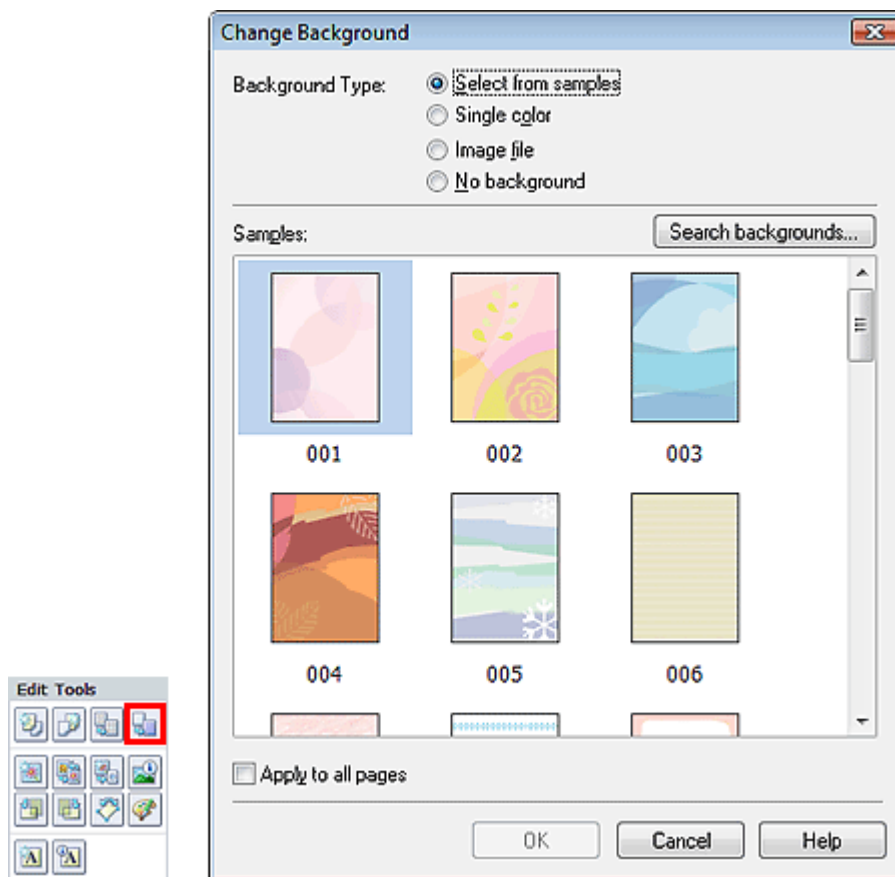 Change Background
Background Type:
Select from samples
Single color
Image file
No background
Samples:
Search backgrounds...
001
002
003
004
005
006
Edit Tools
Apply to all pages
OK
Cancel
Help